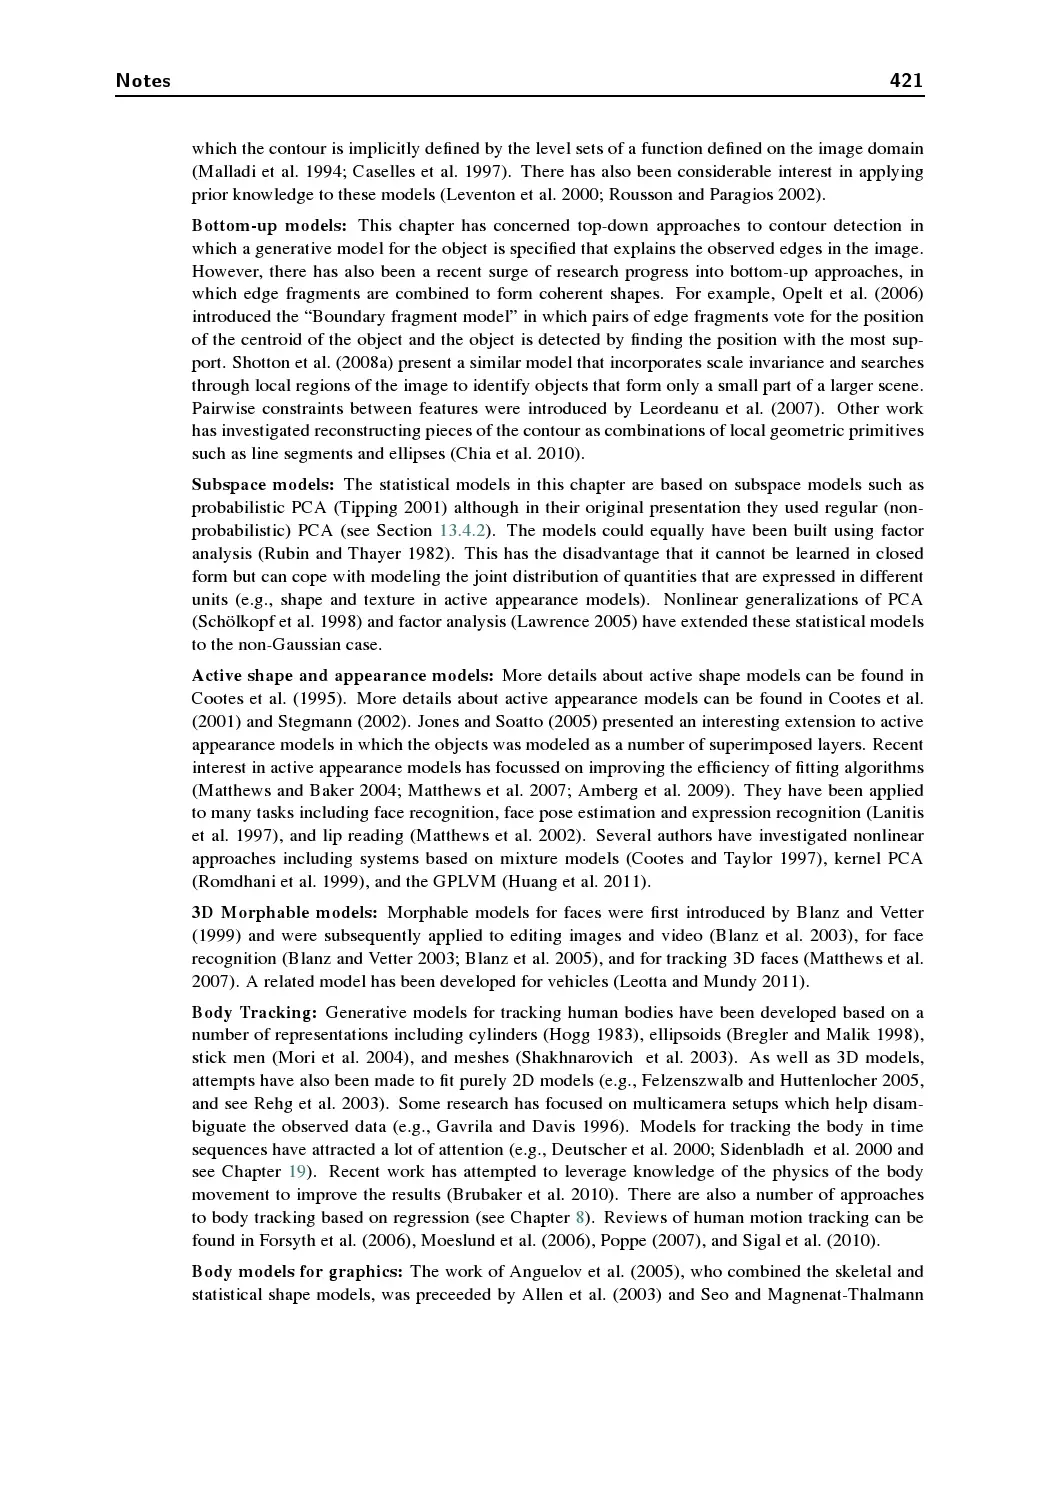 Notes 421
which the contour is implicitly defined by the level sets of a function defined on the image domain
(Malladi et al. 1994; Caselles et al. 1997). There has also been considerable interest in applying
prior knowledge to these models (Leventon et al. 2000; Rousson and Paragios 2002).
Bottom-up models: This chapter has concerned top-down approaches to contour detection in
which a generative model for the object is specified that explains the observed edges in the image.
However, there has also been a recent surge of research progress into bottom-up approaches, in
which edge fragments are combined to form coherent shapes. For example, Opelt et al. (2006)
introduced the “Boundary fragment model” in which pairs of edge fragments vote for the position
of the centroid of the object and the object is detected by finding the position with the most sup-
port. Shotton et al. (2008a) present a similar model that incorporates scale invariance and searches
through local regions of the image to identify objects that form only a small part of a larger scene.
Pairwise constraints between features were introduced by Leordeanu et al. (2007). Other work
has investigated reconstructing pieces of the contour as combinations of local geometric primitives
such as line segments and ellipses (Chia et al. 2010).
Subspace models: The statistical models in this chapter are based on subspace models such as
probabilistic PCA (Tipping 2001) although in their original presentation they used regular (non-
probabilistic) PCA (see Section 13.4.2). The models could equally have been built using factor
analysis (Rubin and Thayer 1982). This has the disadvantage that it cannot be learned in closed
form but can cope with modeling the joint distribution of quantities that are expressed in different
units (e.g., shape and texture in active appearance models). Nonlinear generalizations of PCA
(Schölkopf et al. 1998) and factor analysis (Lawrence 2005) have extended these statistical models
to the non-Gaussian case.
Active shape and appearance models: More details about active shape models can be found in
Cootes et al. (1995). More details about active appearance models can be found in Cootes et al.
(2001) and Stegmann (2002). Jones and Soatto (2005) presented an interesting extension to active
appearance models in which the objects was modeled as a number of superimposed layers. Recent
interest in active appearance models has focussed on improving the efficiency of fitting algorithms
(Matthews and Baker 2004; Matthews et al. 2007; Amberg et al. 2009). They have been applied
to many tasks including face recognition, face pose estimation and expression recognition (Lanitis
et al. 1997), and lip reading (Matthews et al. 2002). Several authors have investigated nonlinear
approaches including systems based on mixture models (Cootes and Taylor 1997), kernel PCA
(Romdhani et al. 1999), and the GPLVM (Huang et al. 2011).
3D Morphable models: Morphable models for faces were first introduced by Blanz and Vetter
(1999) and were subsequently applied to editing images and video (Blanz et al. 2003), for face
recognition (Blanz and Vetter 2003; Blanz et al. 2005), and for tracking 3D faces (Matthews et al.
2007). A related model has been developed for vehicles (Leotta and Mundy 2011).
Body Tracking: Generative models for tracking human bodies have been developed based on a
number of representations including cylinders (Hogg 1983), ellipsoids (Bregler and Malik 1998),
stick men (Mori et al. 2004), and meshes (Shakhnarovich et al. 2003). As well as 3D models,
attempts have also been made to fit purely 2D models (e.g., Felzenszwalb and Huttenlocher 2005,
and see Rehg et al. 2003). Some research has focused on multicamera setups which help disam-
biguate the observed data (e.g., Gavrila and Davis 1996). Models for tracking the body in time
sequences have attracted a lot of attention (e.g., Deutscher et al. 2000; Sidenbladh et al. 2000 and
see Chapter 19). Recent work has attempted to leverage knowledge of the physics of the body
movement to improve the results (Brubaker et al. 2010). There are also a number of approaches
to body tracking based on regression (see Chapter 8). Reviews of human motion tracking can be
found in Forsyth et al. (2006), Moeslund et al. (2006), Poppe (2007), and Sigal et al. (2010).
Body models for graphics: The work of Anguelov et al. (2005), who combined the skeletal and
statistical shape models, was preceeded by Allen et al. (2003) and Seo and Magnenat-Thalmann